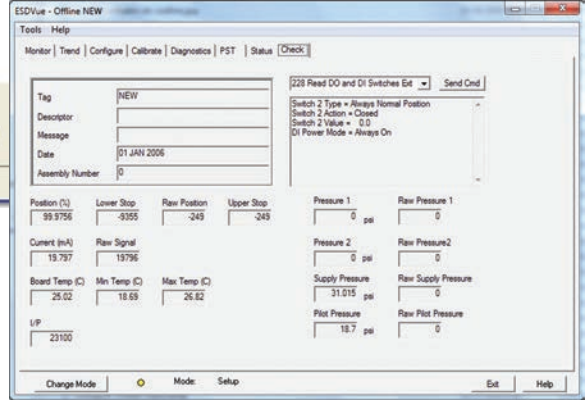 ESDVue - Offline NEW
Tools Help
Monitor Trend Configure Calibrate Diagnostics PST Status Check
Tag NEW
Descriptor
Message
Date 01 JAN 2006
Assembly Number 0
228 Read DO and DI Switches Ext Send Cmd
Switch 2 Type = Always Normal Position
Switch 2 Action = Closed
Switch 2 Value = 0.0
DI Power Mode = Always On
Position (%) Lower Stop Raw Position Upper Stop
99.9756 -9355 -249 -249
Current (mA) Raw Signal
19.797 19796
Board Temp (C) Min Temp (C) Max Temp (C)
25.02 18.69 26.82
I/P
23100
Pressure 1 Raw Pressure 1
0 psi 0
Pressure 2 Raw Pressure2
0 psi 0
Supply Pressure Raw Supply Pressure
31.015 psi 0
Pilot Pressure Raw Pilot Pressure
18.7 psi 0
Change Mode Mode: Setup Exit Help